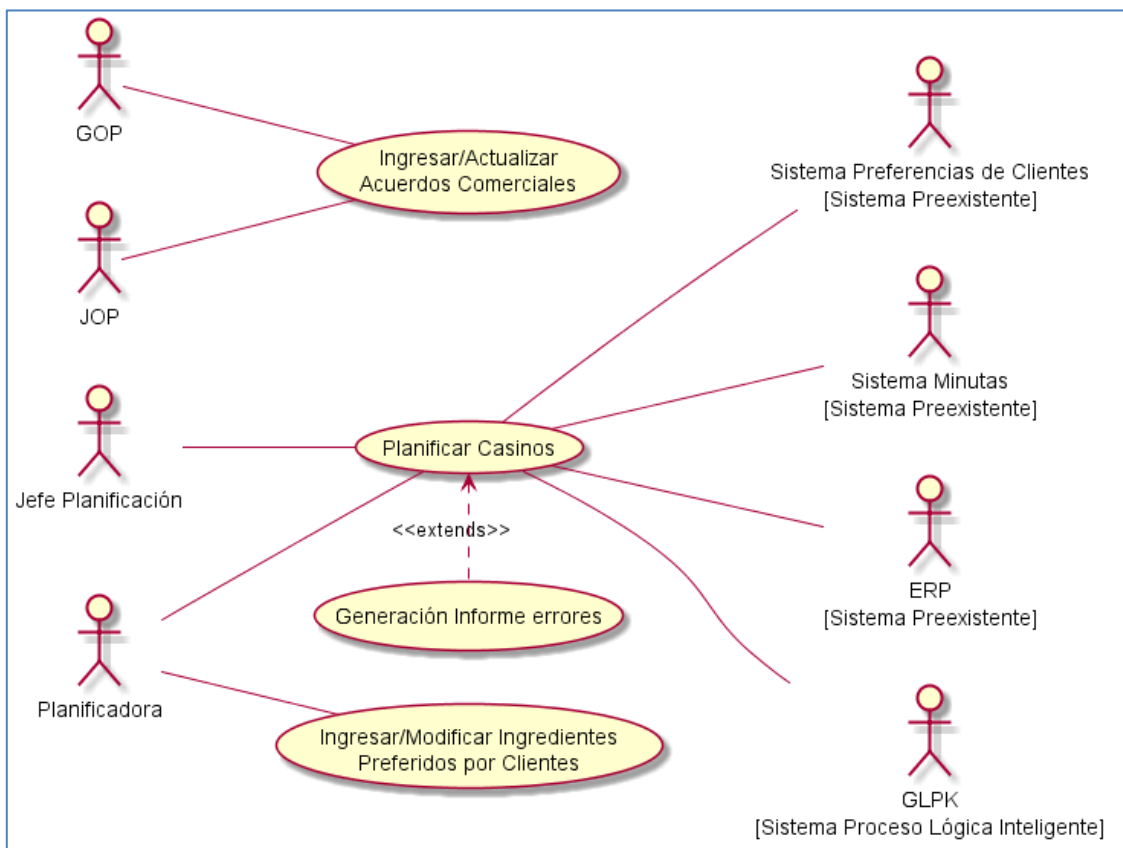 GOP
Ingresar/Actualizar
Acuerdos Comerciales
JOP
Jefe Planificación
Planificar Casinos
<<extends>>
Generación Informe errores
Planificadora
Ingresar/Modificar Ingredientes
Preferidos por Clientes
Sistema Preferencias de Clientes
[Sistema Preexistente]
Sistema Minutas
[Sistema Preexistente]
ERP
[Sistema Preexistente]
GLPK
[Sistema Proceso Lógica Inteligente]